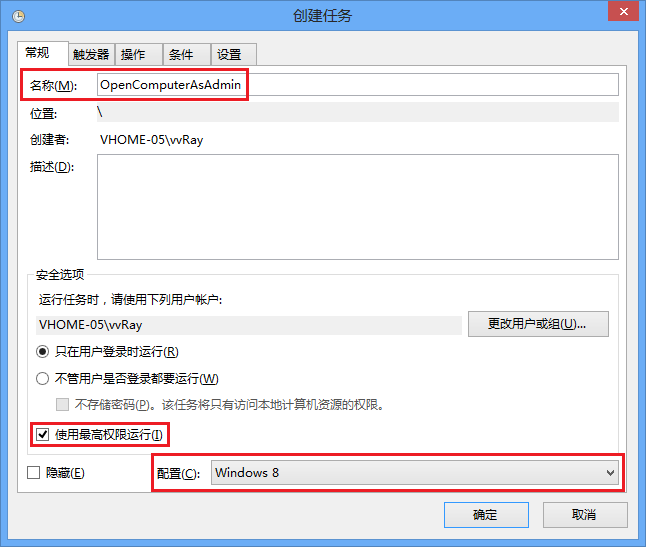 创建任务
常规 触发器 操作 条件 设置
名称(M): OpenComputerAsAdmin
位置: \
创建者: VHOME-05\vvRay
描述(D):
安全选项
运行任务时，请使用下列用户帐户:
VHOME-05\vvRay 更改用户或组(U)...
只在用户登录时运行(R)
不管用户是否登录都要运行(W)
不存储密码(P)。该任务将只有访问本地计算机资源的权限。
使用最高权限运行(I)
隐藏(E) 配置(C): Windows 8
确定 取消